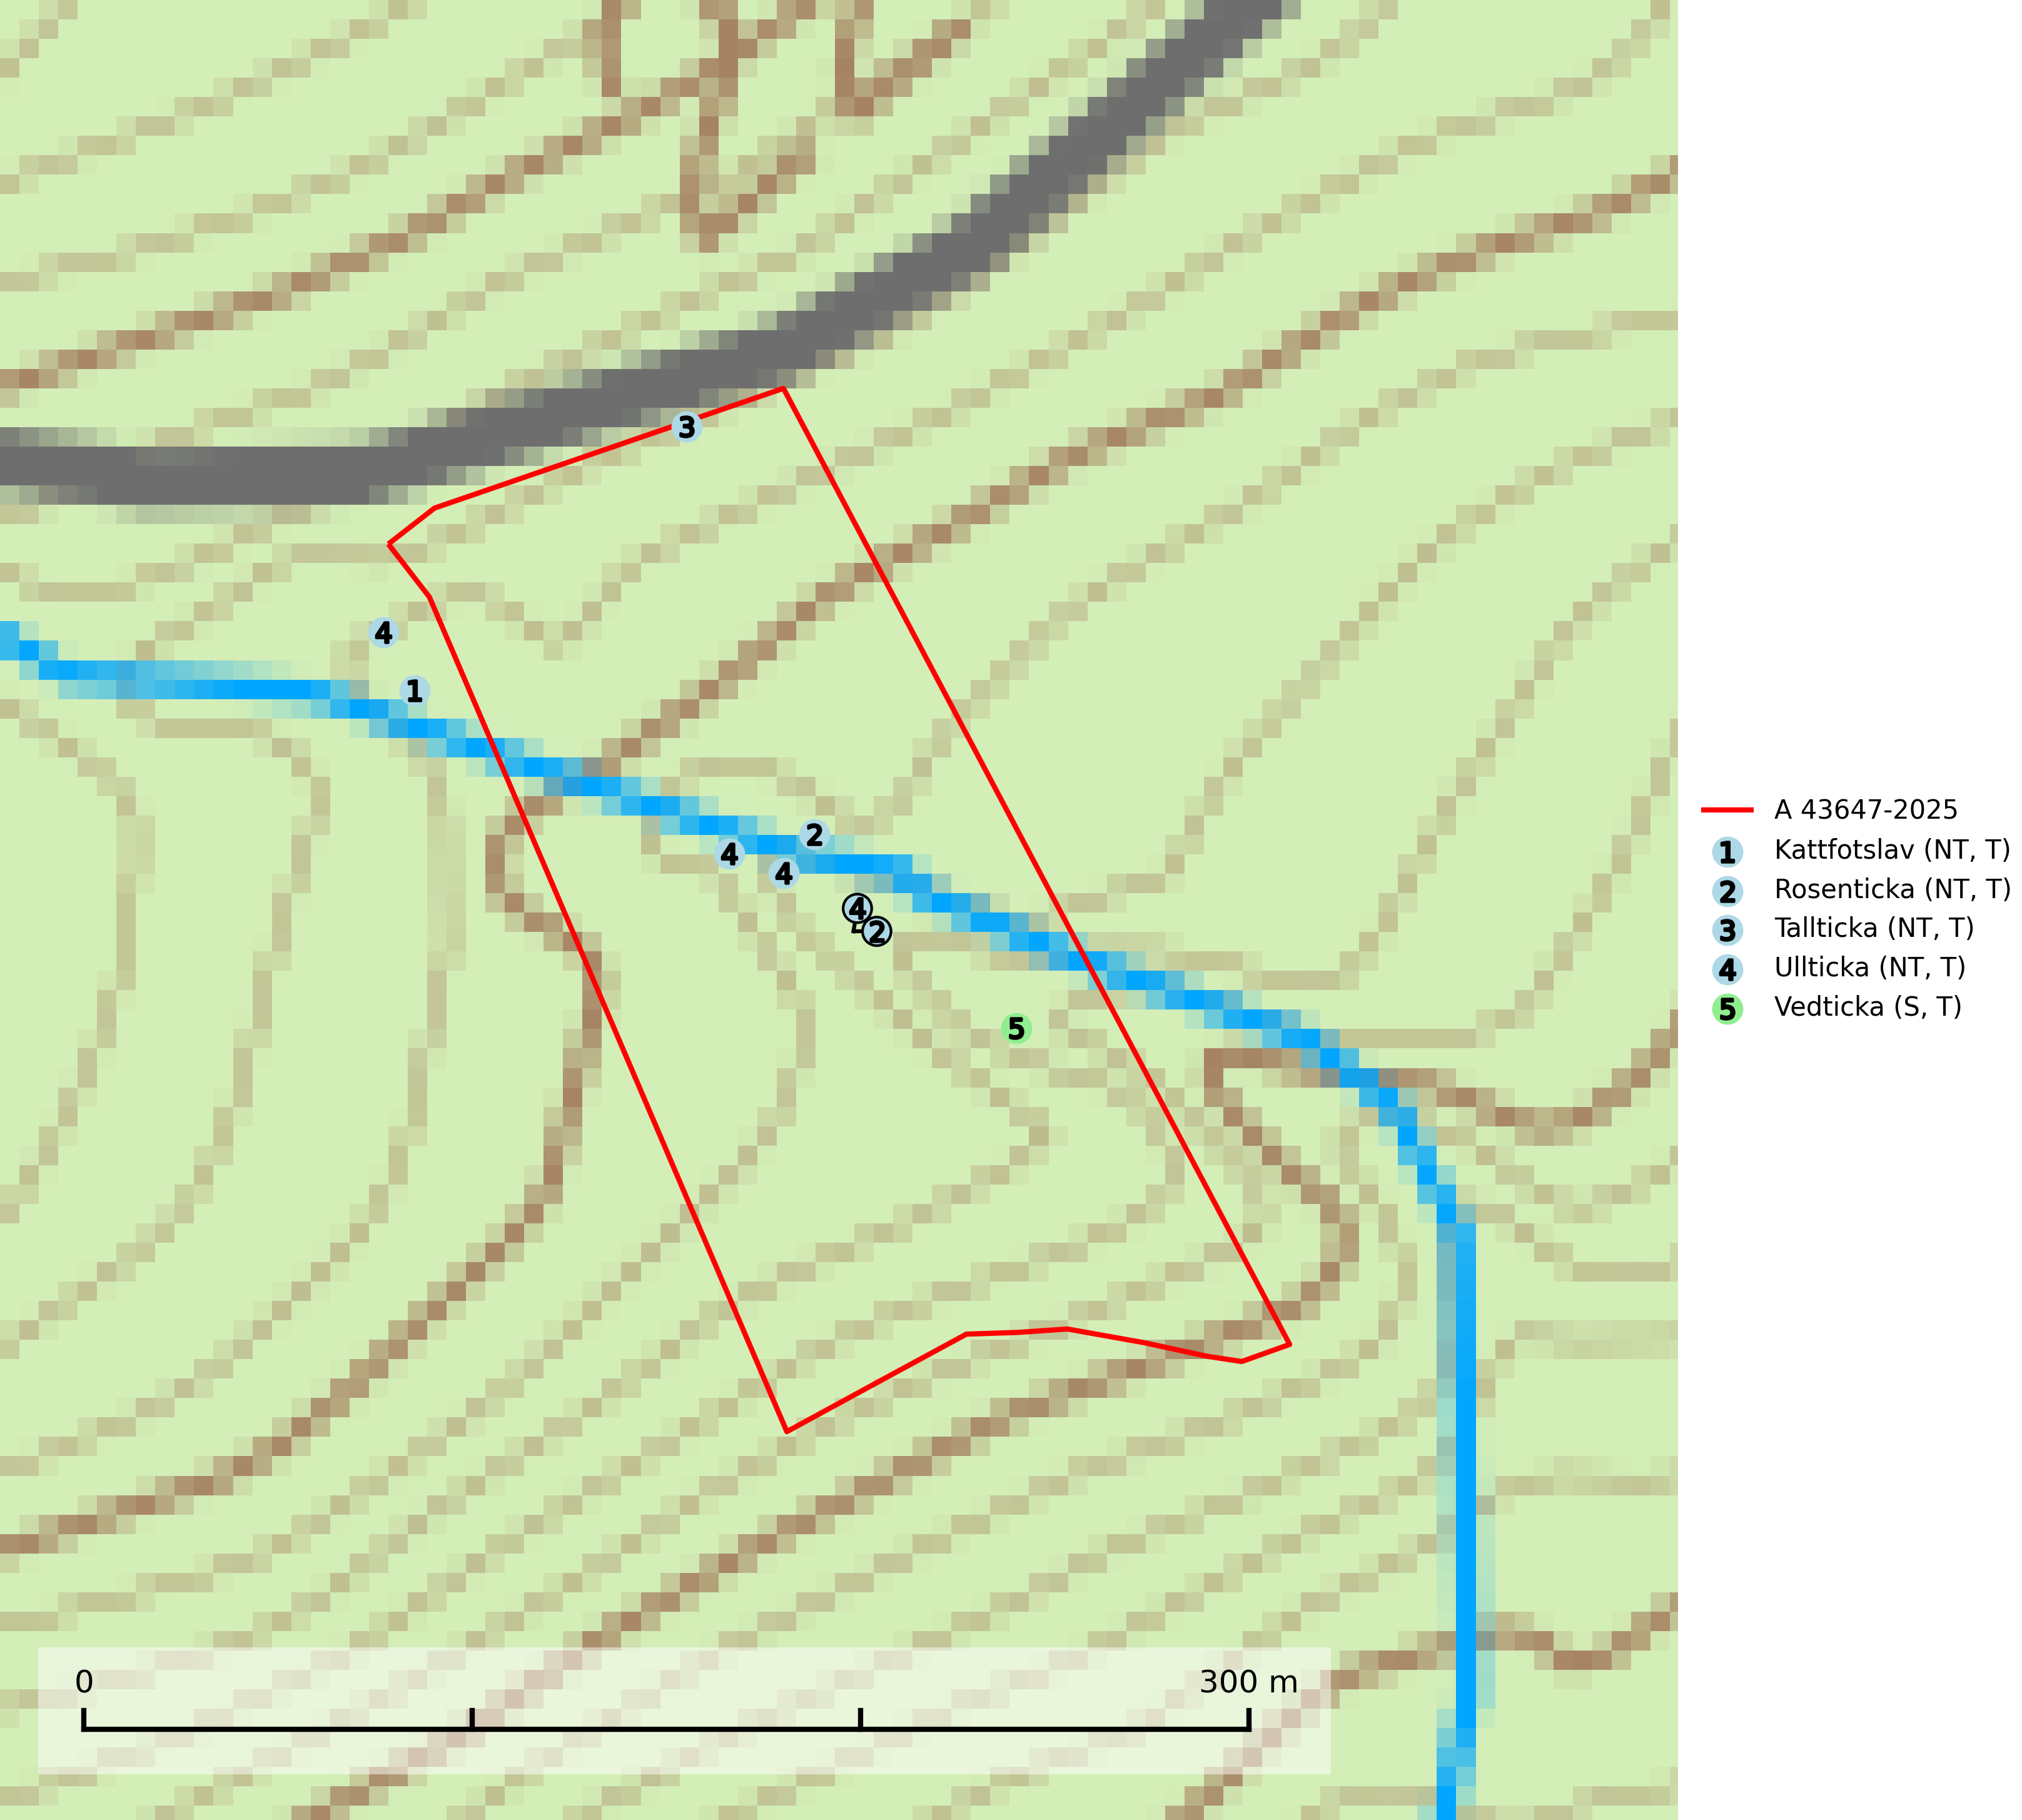 3
4
1
2
4
4
4
2
5
A 43647-2025
1 Kattfotslav (NT, T)
2 Rosenticka (NT, T)
3 Tallticka (NT, T)
4 Ullticka (NT, T)
5 Vedticka (S, T)
0 300 m